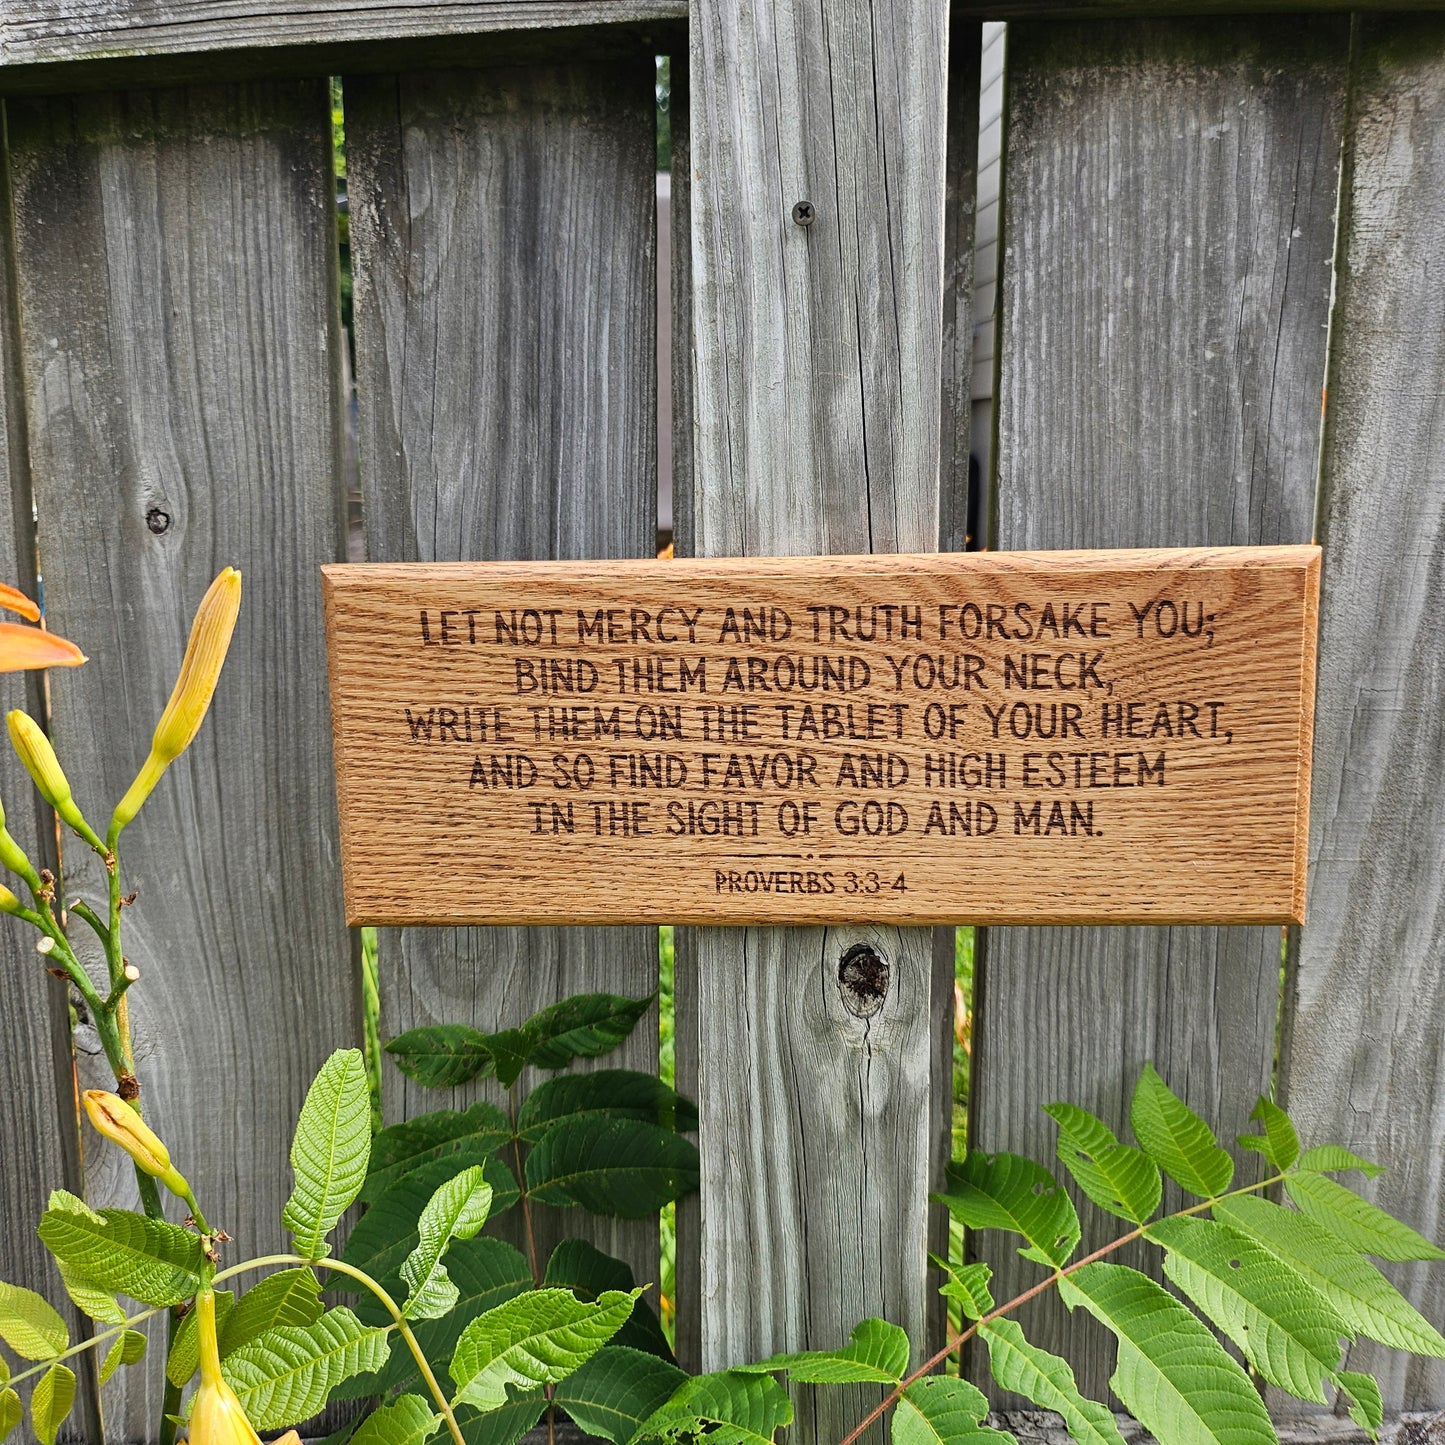 LET NOT MERCY AND TRUTH FORSAKE YOU;
BIND THEM AROUND YOUR NECK,
WRITE THEM ON THE TABLET OF YOUR HEART,
AND SO FIND FAVOR AND HIGH ESTEEM
IN THE SIGHT OF GOD AND MAN.
PROVERBS 3:3-4